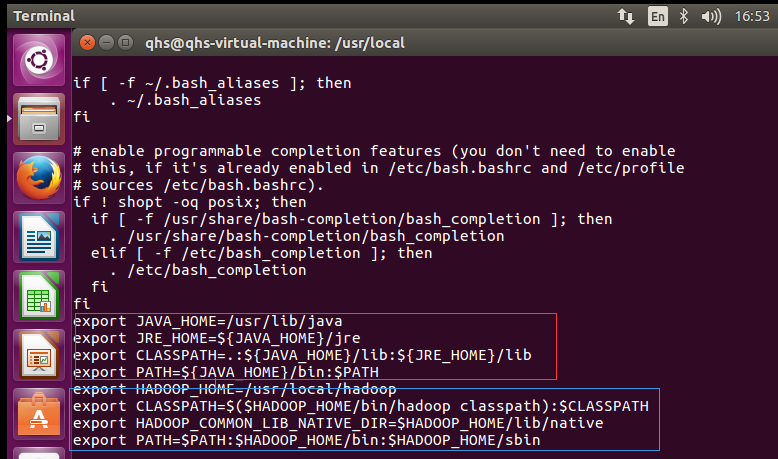 Terminal
En
16:53
qhs@qhs-virtual-machine: /usr/local
if [ -f ~/.bash_aliases ]; then
    . ~/.bash_aliases
fi
# enable programmable completion features (you don't need to enable
# this, if it's already enabled in /etc/bash.bashrc and /etc/profile
# sources /etc/bash.bashrc).
if ! shopt -oq posix; then
  if [ -f /usr/share/bash-completion/bash_completion ]; then
    . /usr/share/bash-completion/bash_completion
  elif [ -f /etc/bash_completion ]; then
    . /etc/bash_completion
  fi
fi
export JAVA_HOME=/usr/lib/java
export JRE_HOME=${JAVA_HOME}/jre
export CLASSPATH=.:${JAVA_HOME}/lib:${JRE_HOME}/lib
export PATH=${JAVA_HOME}/bin:$PATH
export HADOOP_HOME=/usr/local/hadoop
export CLASSPATH=$($HADOOP_HOME/bin/hadoop classpath):$CLASSPATH
export HADOOP_COMMON_LIB_NATIVE_DIR=$HADOOP_HOME/lib/native
export PATH=$PATH:$HADOOP_HOME/bin:$HADOOP_HOME/sbin